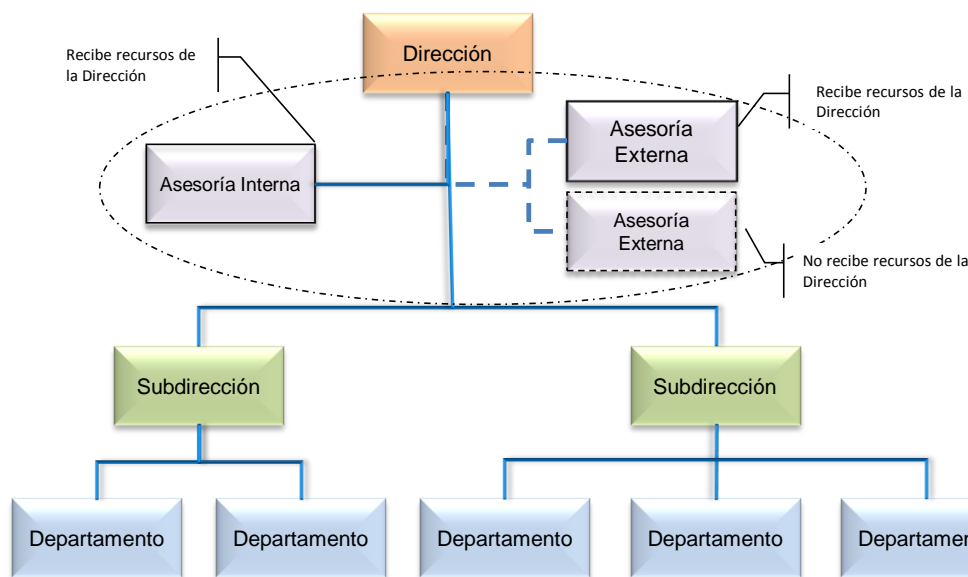 Dirección
Recibe recursos de
la Dirección
Recibe recursos de la
Dirección
Asesoría
Externa
Asesoría Interna
Asesoría
Externa
No recibe recursos de la
Dirección
Subdirección
Subdirección
Departamento
Departamento
Departamento
Departamento
Departamen